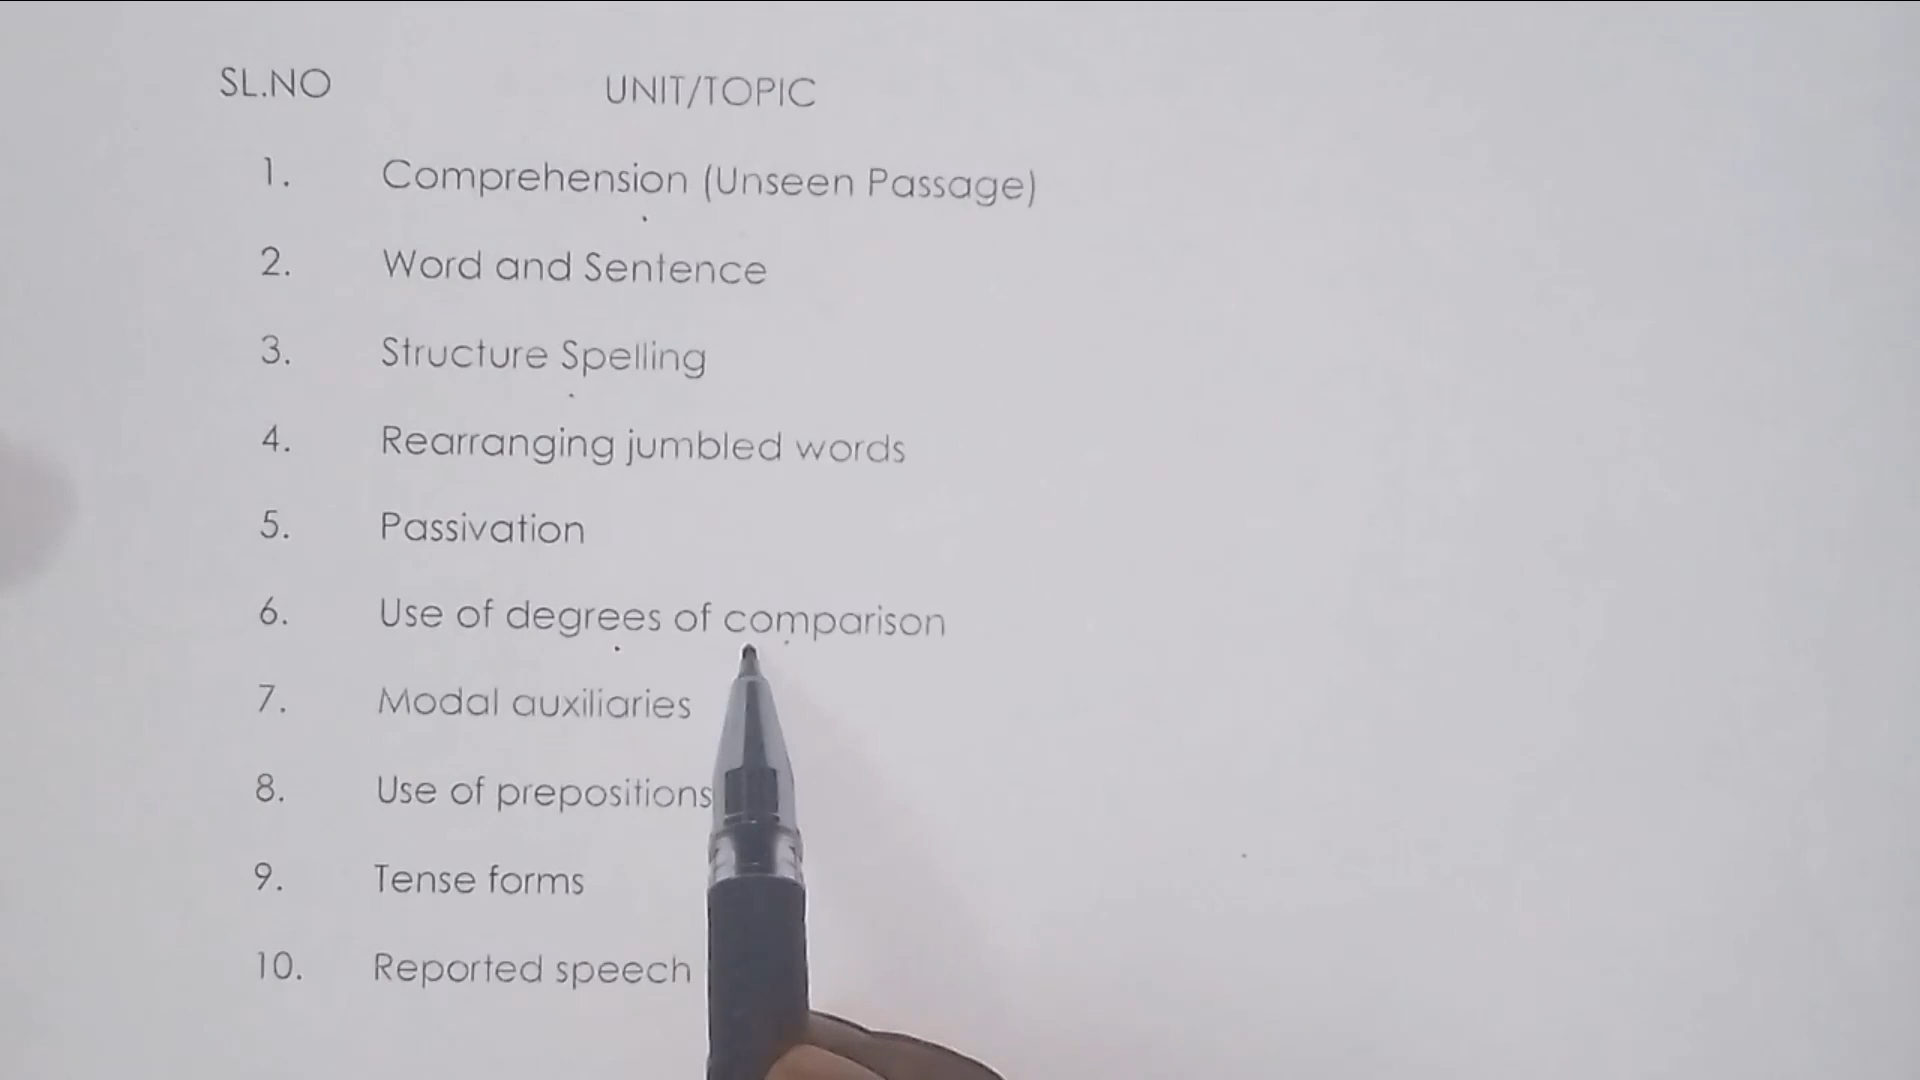 SL.NO UNIT/TOPIC
1. Comprehension (Unseen Passage)
2. Word and Sentence
3. Structure Spelling
4. Rearranging jumbled words
5. Passivation
6. Use of degrees of comparison
7. Modal auxiliaries
8. Use of prepositions
9. Tense forms
10. Reported speech